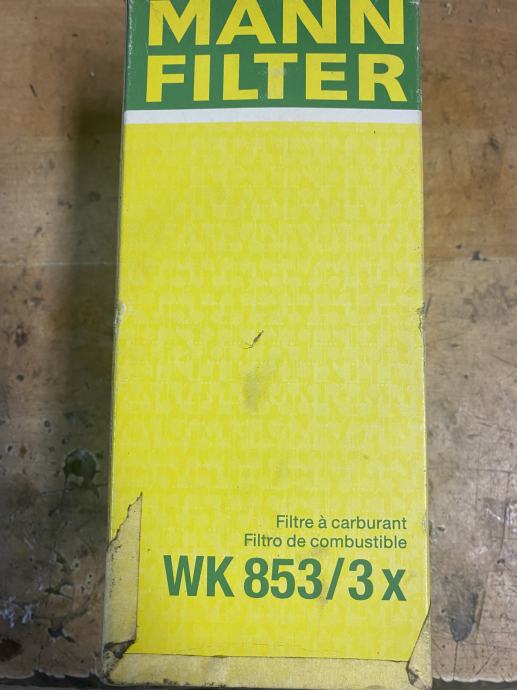 MANN
FILTER
Filtre à carburant
Filtro de combustible
WK 853/3 x